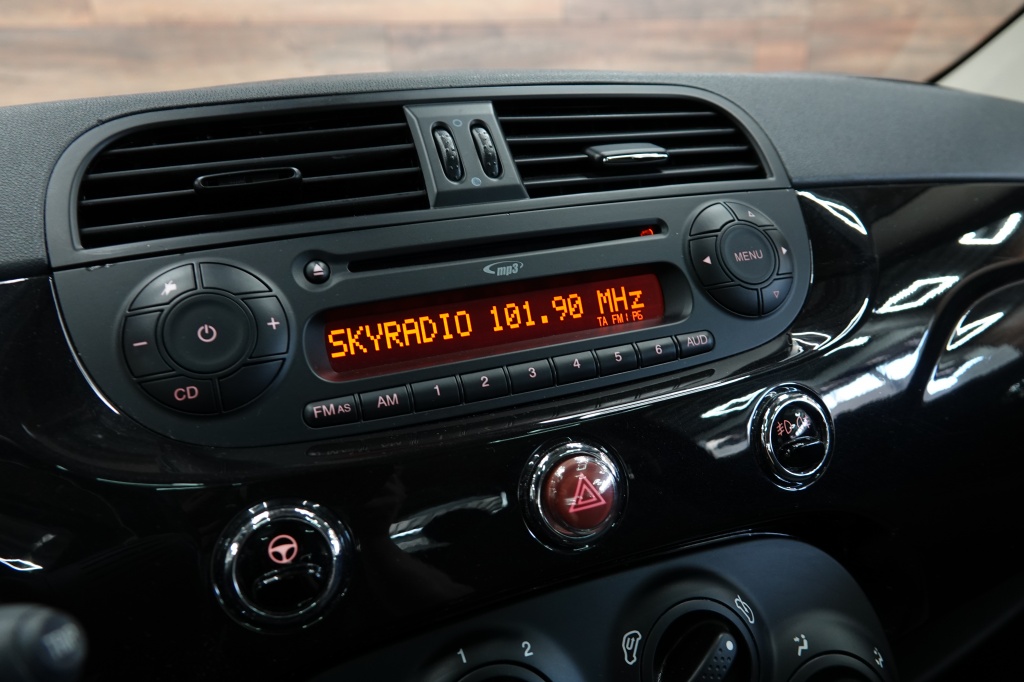 mp3
MENU
SKYRADIO 101.90 MHz
TA FM1 P6
CD
FM AS AM 1 2 3 4 5 6 AUD
1 2